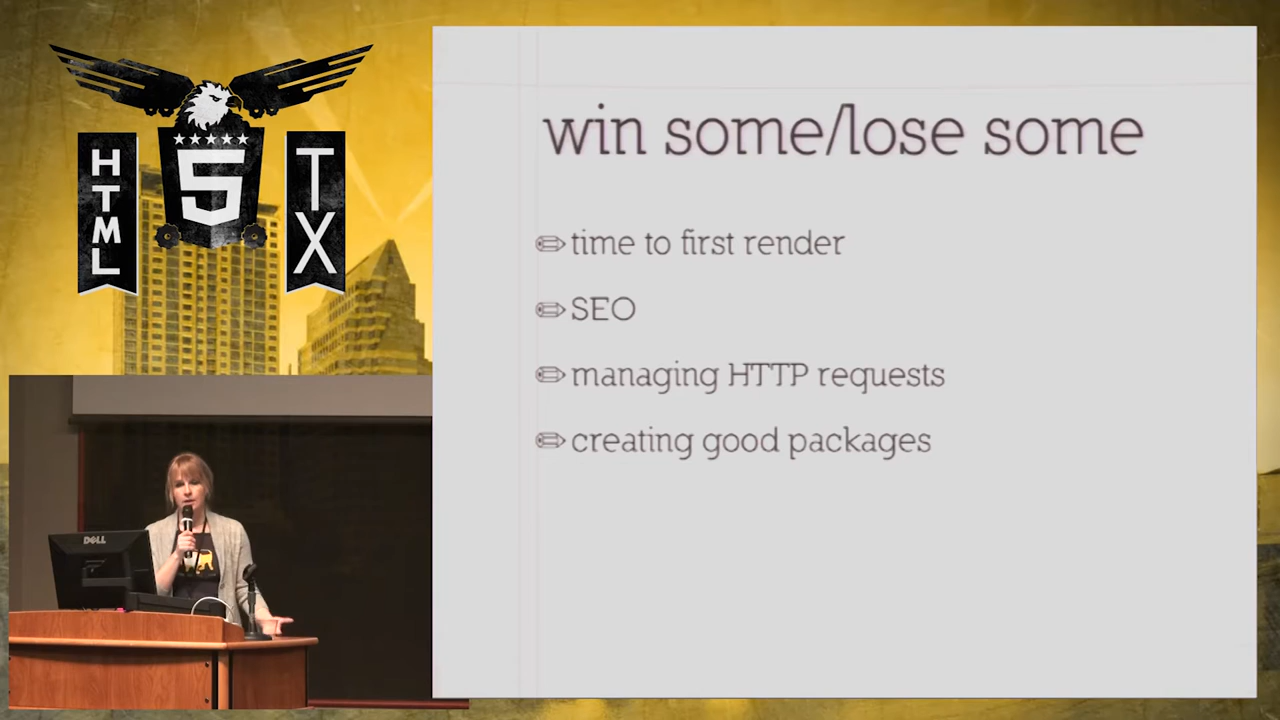 HTML
5
TX
win some/lose some
time to first render
SEO
managing HTTP requests
creating good packages
DELL